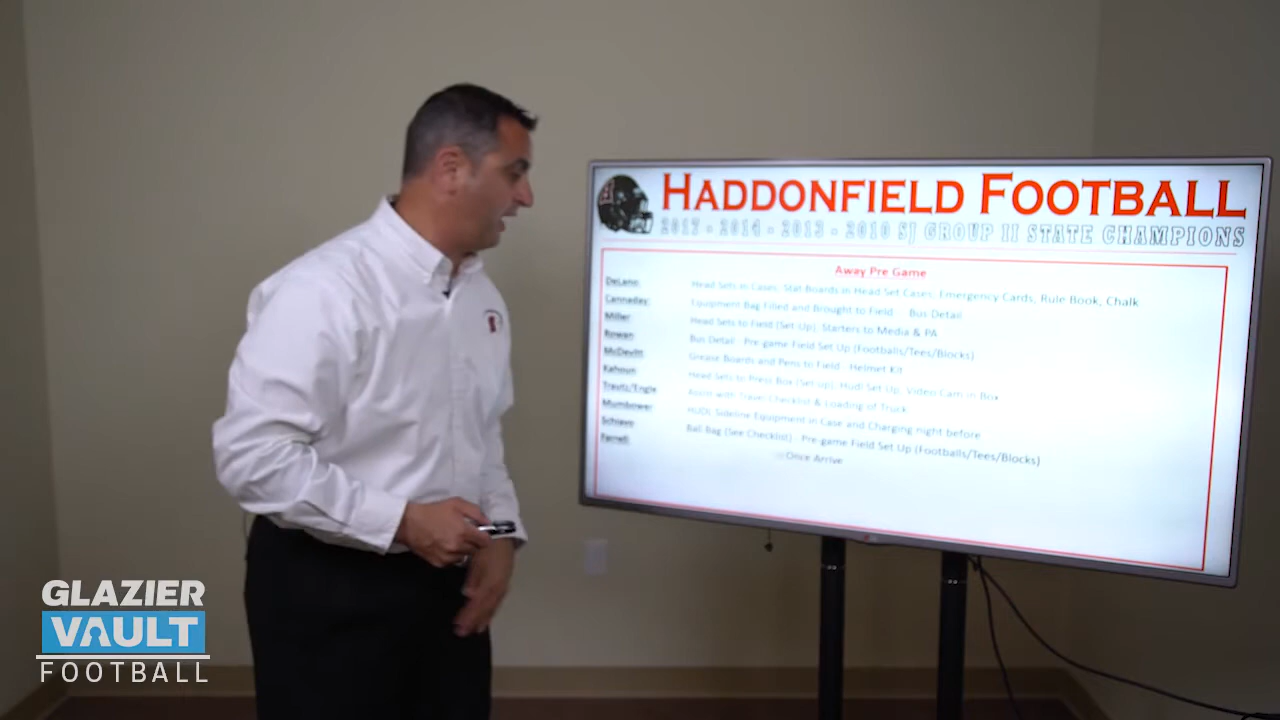 HADDONFIELD FOOTBALL
2017 - 2014 - 2013 - 2010 SJ GROUP II STATE CHAMPIONS
Away Pre Game
DeLann: Head Sets in Cases, Stat Boards in Head Set Cases, Emergency Cards, Rule Book, Chalk
Cannaday: Equipment Bag Filled and Brought to Field Bus Detail
Miller: Head Sets to Field (Set Up) Starters to Media & PA
Rowan: Bus Detail - Pre-game Field Set Up (Footballs/Tees/Blocks)
McDevitt: Grease Boards and Pens to Field - Helmet Kit
Head Sets to Press Box (Set up) Hudl Set Up, Video Cam in Box
Assist with Travel Checklist & Loading of Truck
Mumbower: HUDL Sideline Equipment in Case and Charging night before
Ball Bag (See Checklist) - Pre-game Field Set Up (Footballs/Tees/Blocks)
Once Arrive
GLAZIER
VAULT
FOOTBALL